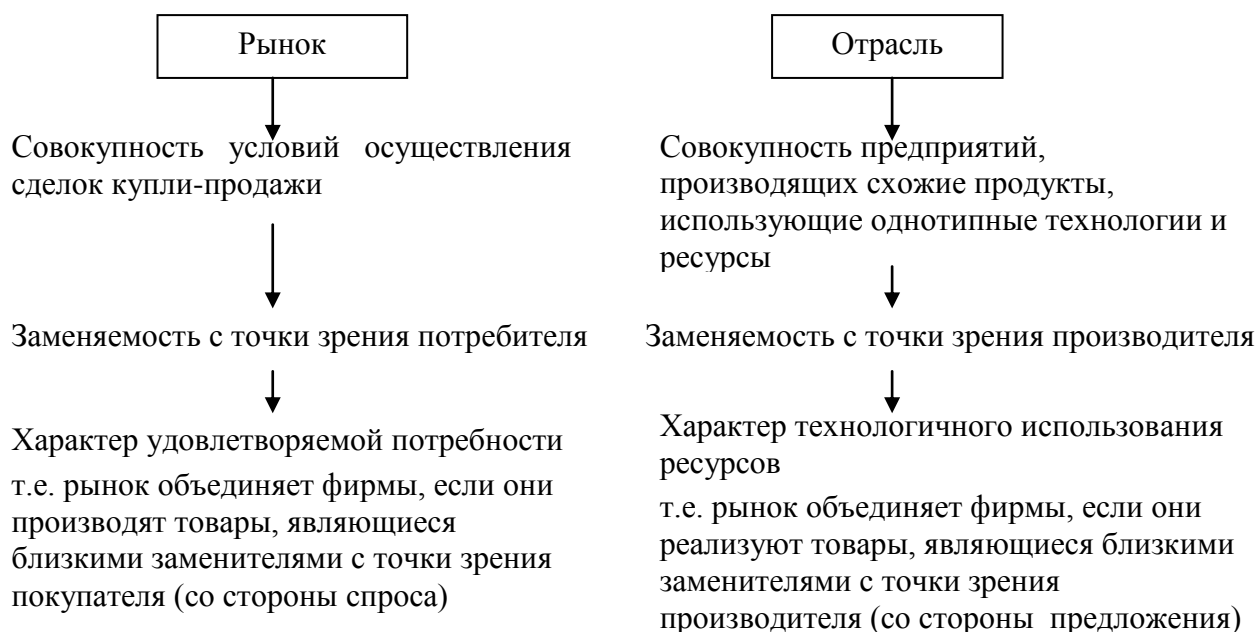 Рынок
Совокупность условий осуществления
сделок купли-продажи
Заменяемость с точки зрения потребителя
Характер удовлетворяемой потребности
т.е. рынок объединяет фирмы, если они
производят товары, являющиеся
близкими заменителями с точки зрения
покупателя (со стороны спроса)
Отрасль
Совокупность предприятий,
производящих схожие продукты,
использующие однотипные технологии и
ресурсы
Заменяемость с точки зрения производителя
Характер технологичного использования
ресурсов
т.е. рынок объединяет фирмы, если они
реализуют товары, являющиеся близкими
заменителями с точки зрения
производителя (со стороны предложения)